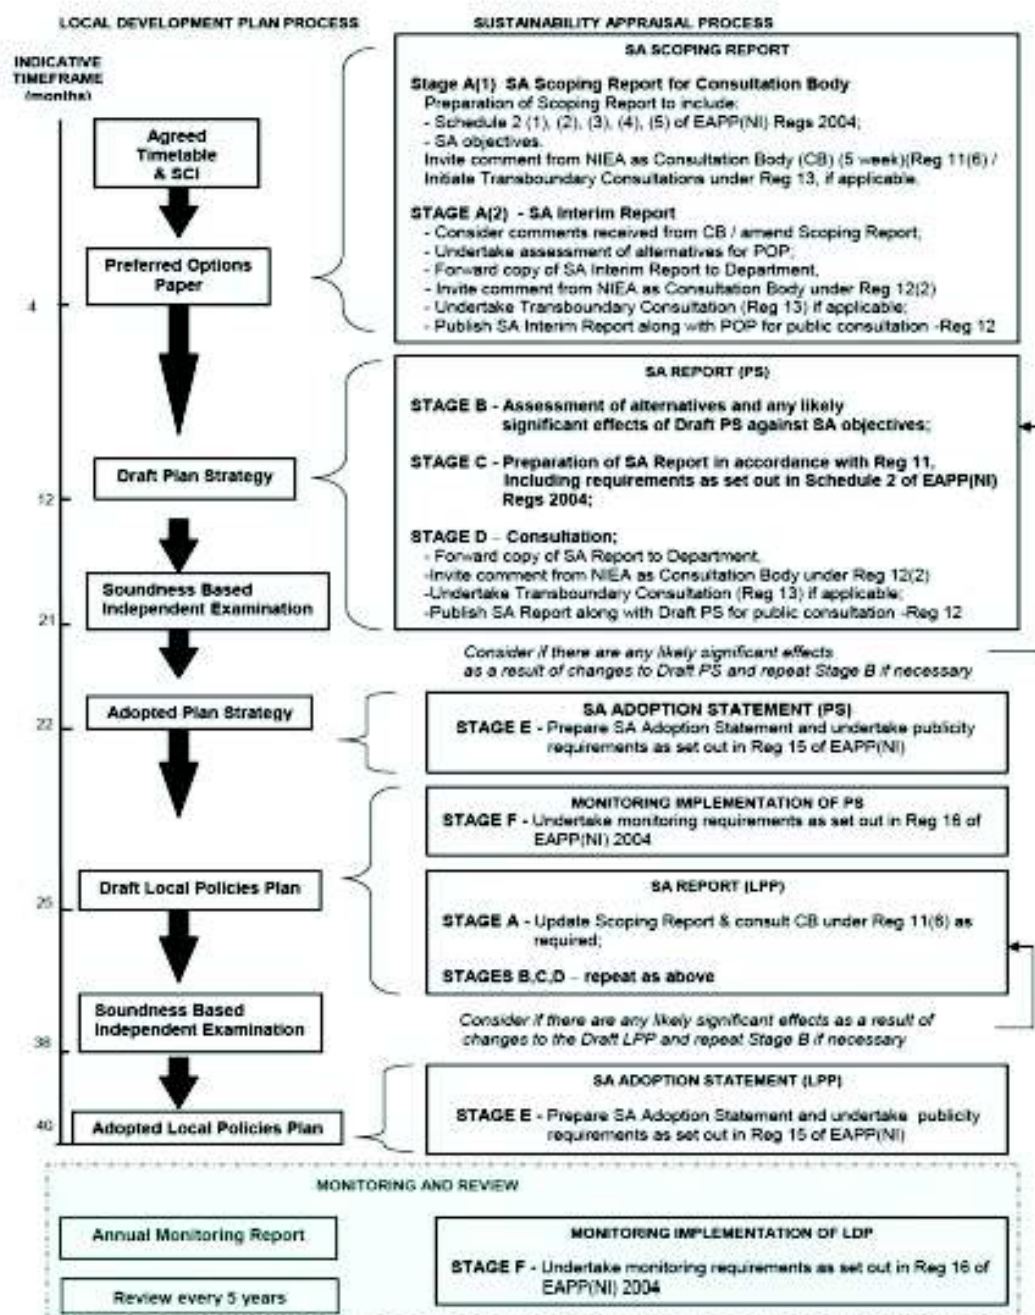 LOCAL DEVELOPMENT PLAN PROCESS
SUSTAINABILITY APPRAISAL PROCESS
INDICATIVE
TIMEFRAME
(months)
Agreed
Timetable
& SCI
Preferred Options
Paper
4
Draft Plan Strategy
12
Soundness Based
Independent Examination
21
Adopted Plan Strategy
22
Draft Local Policies Plan
25
Soundness Based
Independent Examination
38
Adopted Local Policies Plan
40
SA SCOPING REPORT
Stage A(1) SA Scoping Report for Consultation Body
Preparation of Scoping Report to include:
- Schedule 2 (1), (2), (3), (4), (5) of EAPP(NI) Regs 2004;
- SA objectives.
Invite comment from NIEA as Consultation Body (CB) (5 week)(Reg 11(6) /
Initiate Transboundary Consultations under Reg 13, if applicable.
STAGE A(2) - SA Interim Report
- Consider comments received from CB / amend Scoping Report;
- Undertake assessment of alternatives for POP;
- Forward copy of SA Interim Report to Department,
- Invite comment from NIEA as Consultation Body under Reg 12(2)
- Undertake Transboundary Consultation (Reg 13) if applicable;
- Publish SA Interim Report along with POP for public consultation -Reg 12
SA REPORT (PS)
STAGE B - Assessment of alternatives and any likely
significant effects of Draft PS against SA objectives;
STAGE C - Preparation of SA Report in accordance with Reg 11,
Including requirements as set out in Schedule 2 of EAPP(NI)
Regs 2004;
STAGE D – Consultation;
- Forward copy of SA Report to Department,
-Invite comment from NIEA as Consultation Body under Reg 12(2)
-Undertake Transboundary Consultation (Reg 13) if applicable;
-Publish SA Report along with Draft PS for public consultation -Reg 12
Consider if there are any likely significant effects
as a result of changes to Draft PS and repeat Stage B if necessary
SA ADOPTION STATEMENT (PS)
STAGE E - Prepare SA Adoption Statement and undertake publicity
requirements as set out in Reg 15 of EAPP(NI)
MONITORING IMPLEMENTATION OF PS
STAGE F - Undertake monitoring requirements as set out in Reg 16 of
EAPP(NI) 2004
SA REPORT (LPP)
STAGE A - Update Scoping Report & consult CB under Reg 11(6) as
required;
STAGES B,C,D – repeat as above
Consider if there are any likely significant effects as a result of
changes to the Draft LPP and repeat Stage B if necessary
SA ADOPTION STATEMENT (LPP)
STAGE E - Prepare SA Adoption Statement and undertake publicity
requirements as set out in Reg 15 of EAPP(NI)
MONITORING AND REVIEW
Annual Monitoring Report
Review every 5 years
MONITORING IMPLEMENTATION OF LDP
STAGE F - Undertake monitoring requirements as set out in Reg 16 of
EAPP(NI) 2004